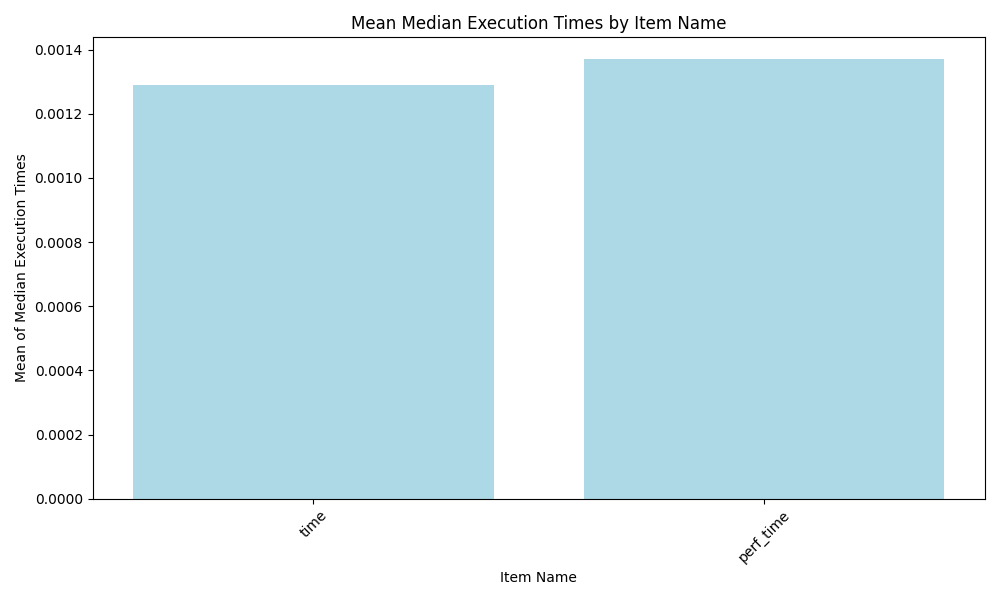 Mean Median Execution Times by Item Name
Mean of Median Execution Times
0.0014
0.0012
0.0010
0.0008
0.0006
0.0004
0.0002
0.0000
time
perf_time
Item Name